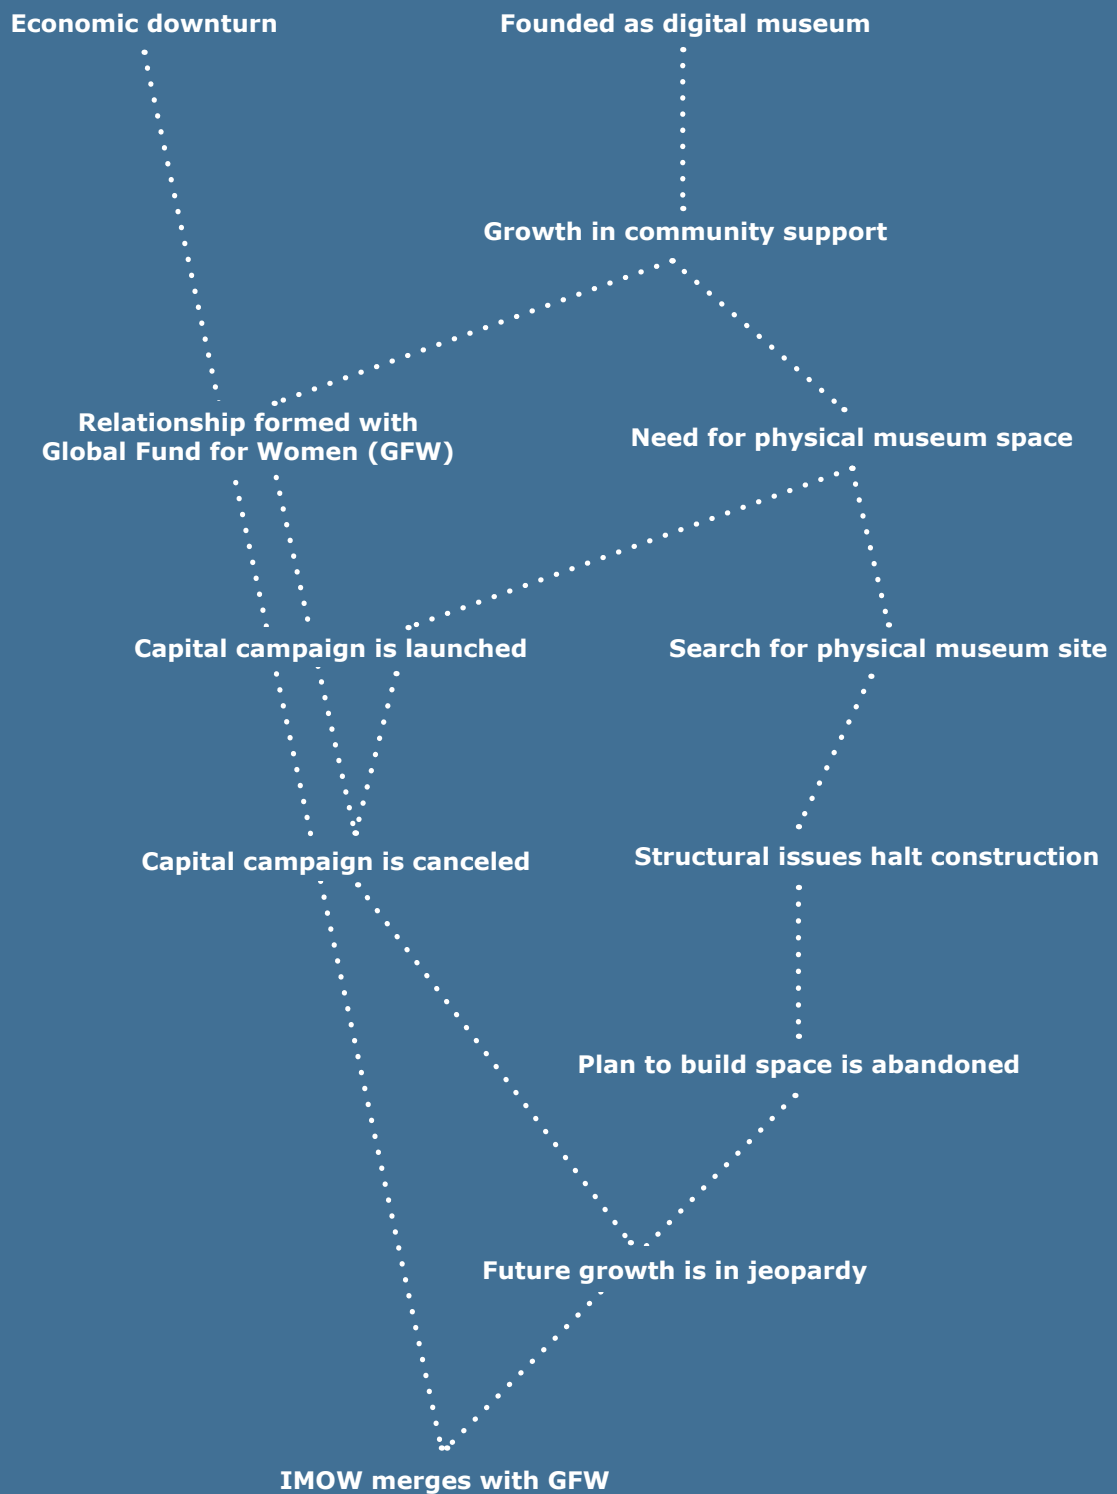 Economic downturn
Founded as digital museum
Growth in community support
Relationship formed with
Global Fund for Women (GFW)
Need for physical museum space
Capital campaign is launched
Search for physical museum site
Capital campaign is canceled
Structural issues halt construction
Plan to build space is abandoned
Future growth is in jeopardy
IMOW merges with GFW